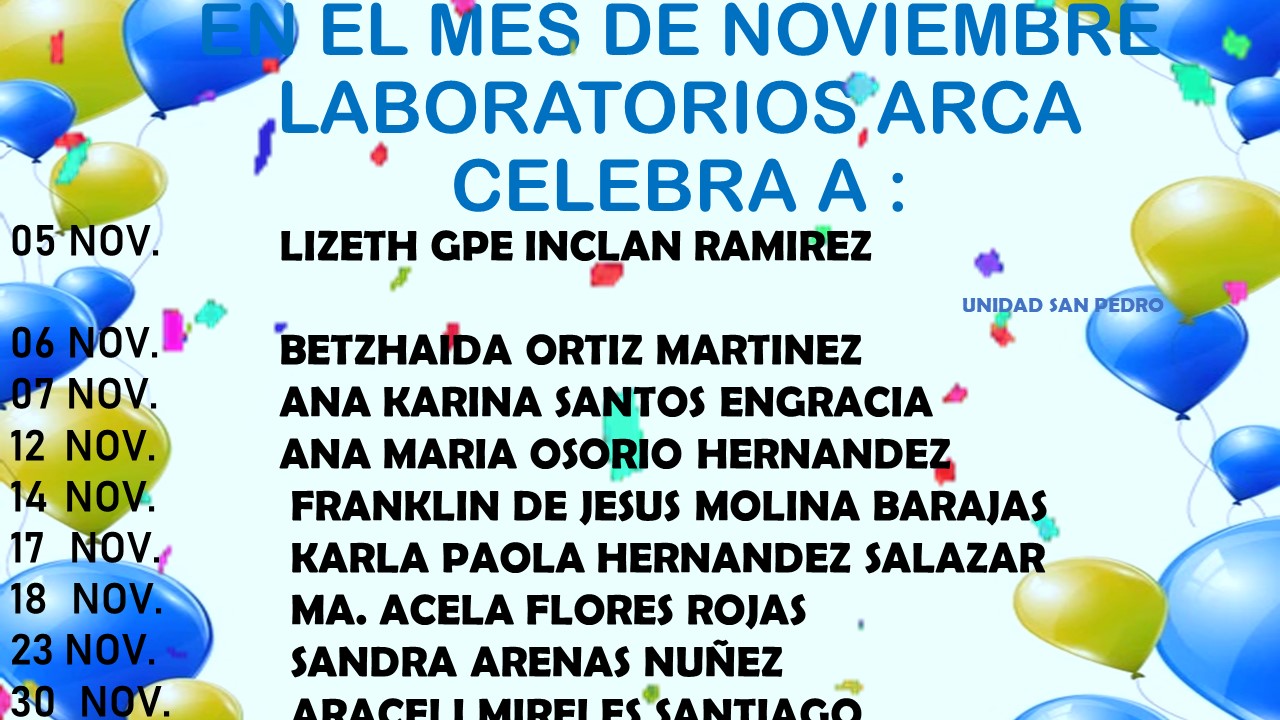 EN EL MES DE NOVIEMBRE
LABORATORIOS ARCA
CELEBRA A :
05 NOV. LIZETH GPE INCLAN RAMIREZ
UNIDAD SAN PEDRO
06 NOV. BETZHAIDA ORTIZ MARTINEZ
07 NOV. ANA KARINA SANTOS ENGRACIA
12 NOV. ANA MARIA OSORIO HERNANDEZ
14 NOV. FRANKLIN DE JESUS MOLINA BARAJAS
17 NOV. KARLA PAOLA HERNANDEZ SALAZAR
18 NOV. MA. ACELA FLORES ROJAS
23 NOV. SANDRA ARENAS NUÑEZ
30 NOV. ARACELI MIRELES SANTIAGO